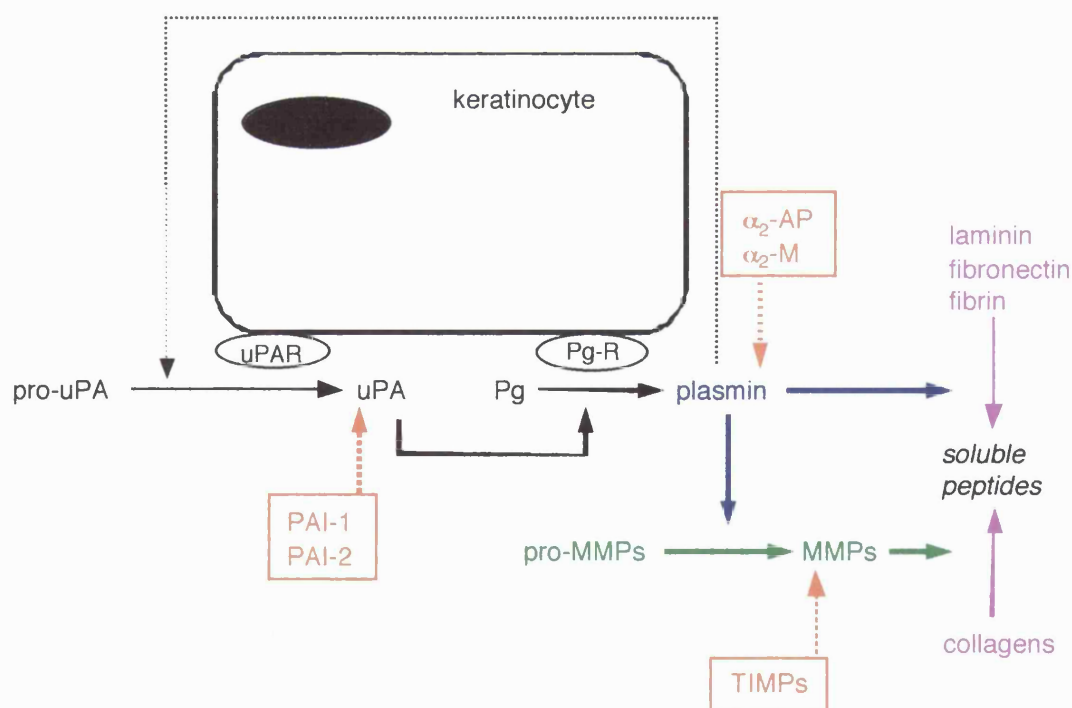 keratinocyte
α₂-AP
α₂-M
laminin
fibronectin
fibrin
uPAR
Pg-R
pro-uPA
uPA
Pg
plasmin
soluble
peptides
PAI-1
PAI-2
pro-MMPs
MMPs
collagens
TIMPs